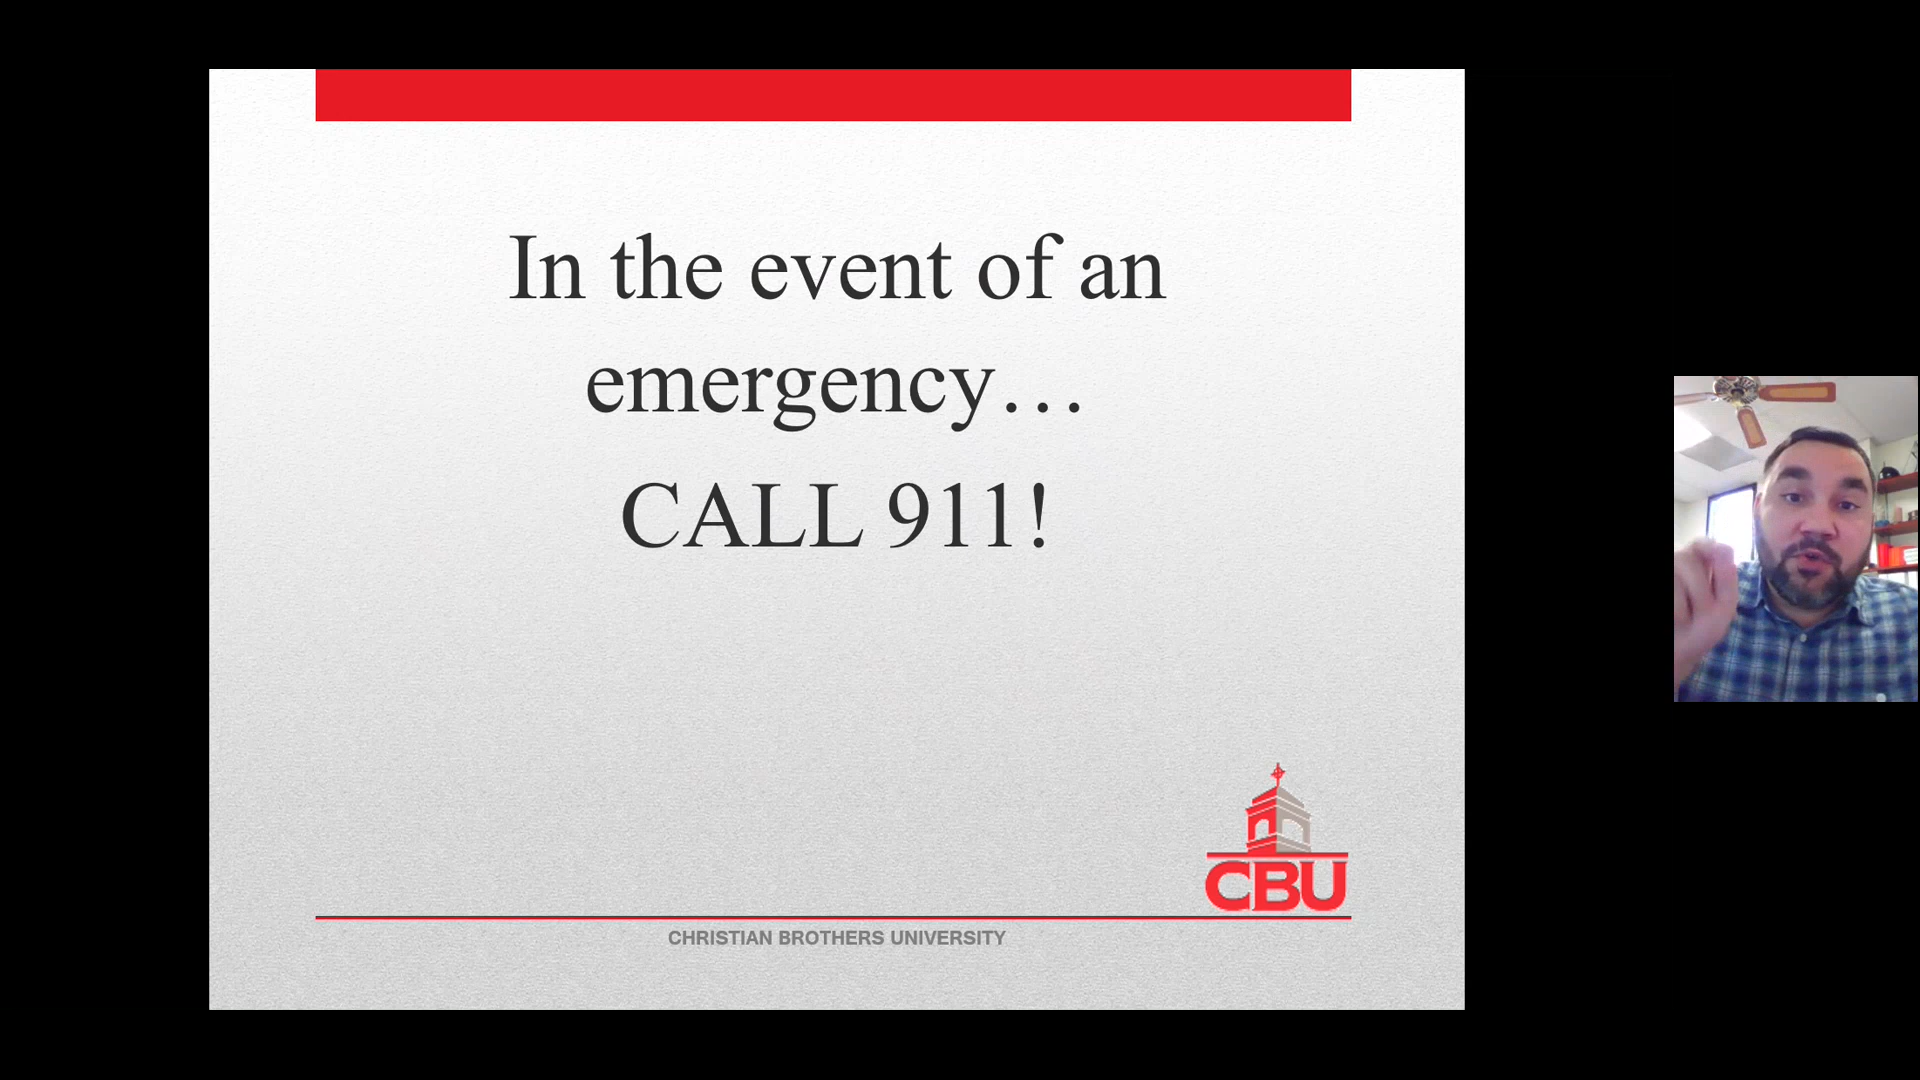 In the event of an
emergency…
CALL 911!
CBU
CHRISTIAN BROTHERS UNIVERSITY